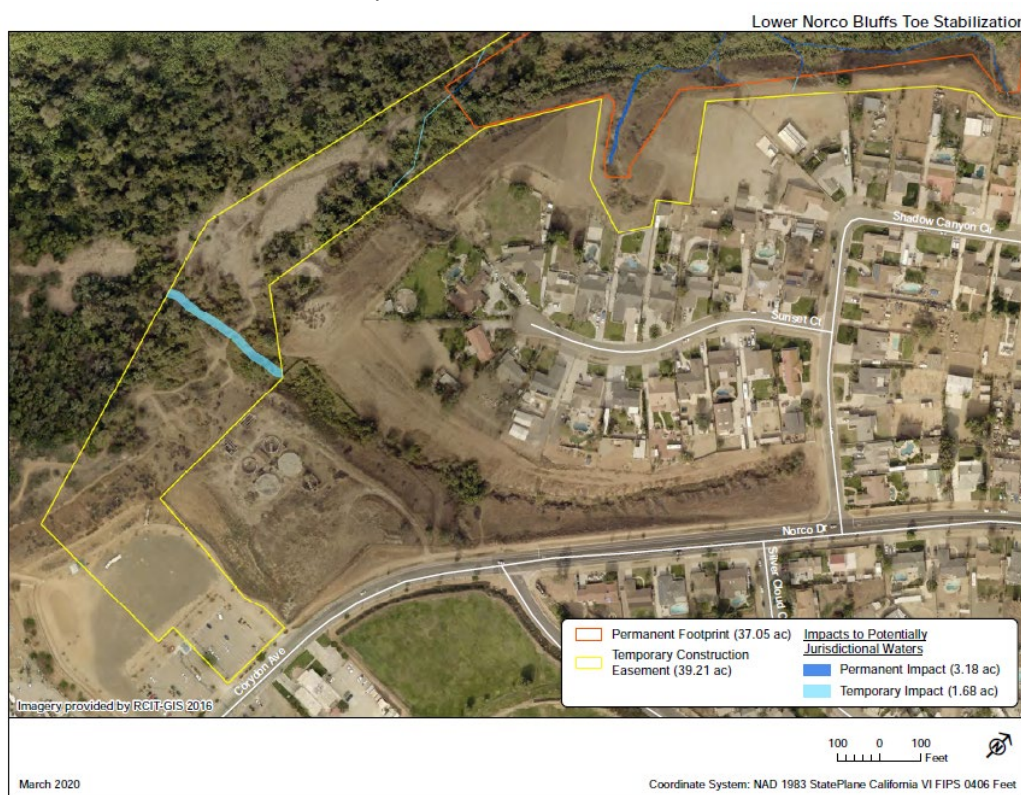 Lower Norco Bluffs Toe Stabilization
Shadow Canyon Cir
Sunset Ct
Norco Dr
Silver Cloud
Corydon Ave
Permanent Footprint (37.05 ac)
Temporary Construction
Easement (39.21 ac)
Impacts to Potentially
Jurisdictional Waters
Permanent Impact (3.18 ac)
Temporary Impact (1.68 ac)
Imagery provided by RCIT-GIS 2016
100 0 100
Feet
N
March 2020
Coordinate System: NAD 1983 StatePlane California VI FIPS 0406 Feet